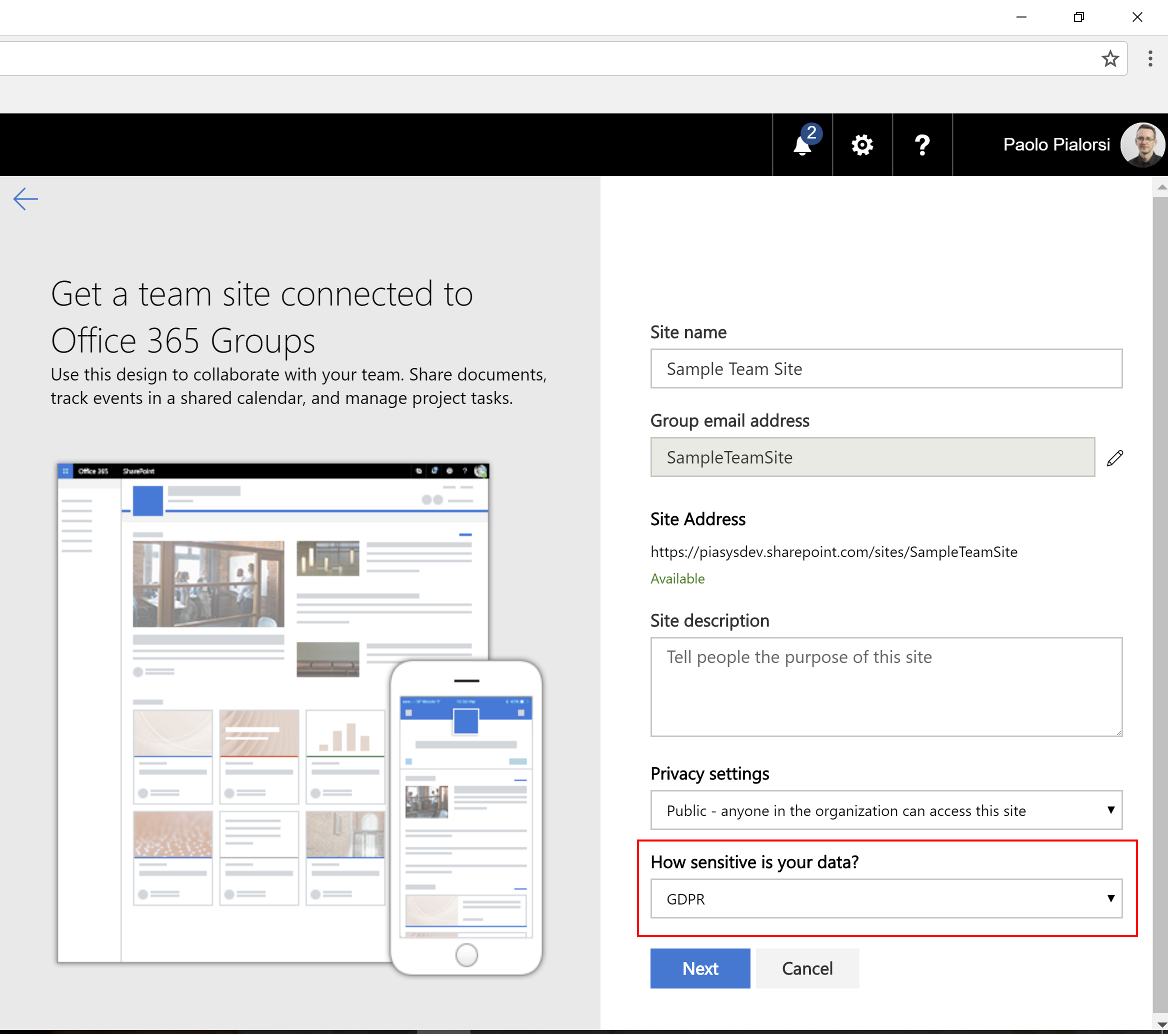 2
Paolo Pialorsi
Get a team site connected to
Office 365 Groups
Use this design to collaborate with your team. Share documents,
track events in a shared calendar, and manage project tasks.
Office 365 SharePoint
Site name
Sample Team Site
Group email address
SampleTeamSite
Site Address
https://piasysdev.sharepoint.com/sites/SampleTeamSite
Available
Site description
Tell people the purpose of this site
Privacy settings
Public - anyone in the organization can access this site
How sensitive is your data?
GDPR
Next Cancel